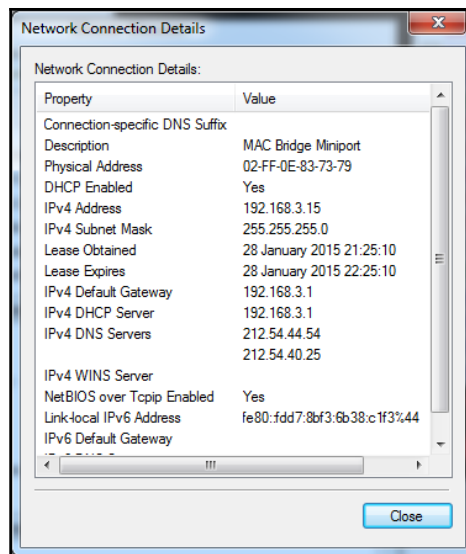 Network Connection Details
Network Connection Details:
Property Value
Connection-specific DNS Suffix
Description MAC Bridge Miniport
Physical Address 02-FF-0E-83-73-79
DHCP Enabled Yes
IPv4 Address 192.168.3.15
IPv4 Subnet Mask 255.255.255.0
Lease Obtained 28 January 2015 21:25:10
Lease Expires 28 January 2015 22:25:10
IPv4 Default Gateway 192.168.3.1
IPv4 DHCP Server 192.168.3.1
IPv4 DNS Servers 212.54.44.54
212.54.40.25
IPv4 WINS Server
NetBIOS over Tcpip Enabled Yes
Link-local IPv6 Address fe80::fdd7:8bf3:6b38:c1f3%44
IPv6 Default Gateway
Close